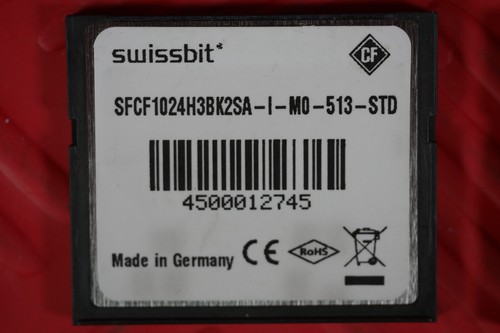 swissbit®
CF
SFCF1024H3BK2SA-I-M0-513-STD
4500012745
Made in Germany CE RoHS